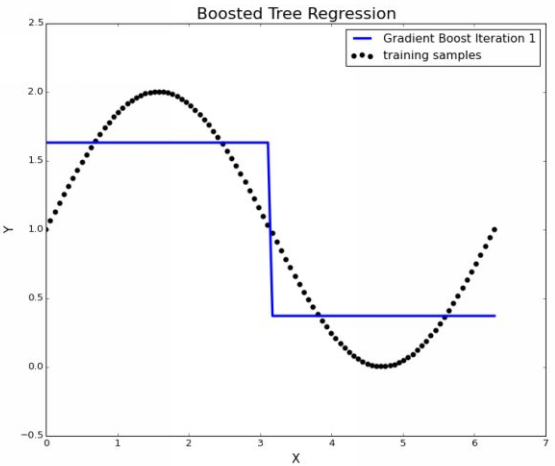 Boosted Tree Regression
Gradient Boost Iteration 1
training samples
2.5
2.0
1.5
1.0
0.5
0.0
−0.5
Y
0 1 2 3 4 5 6 7
X